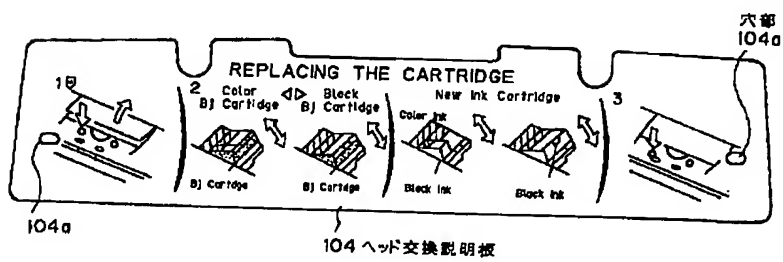 穴部
104a
REPLACING THE CARTRIDGE
1
2
Color
BJ Cartridge
Black
BJ Cartridge
New Ink Cartridge
3
Color Ink
BJ Cartridge
BJ Cartridge
Black Ink
Black Ink
104a
104 ヘッド交換説明板